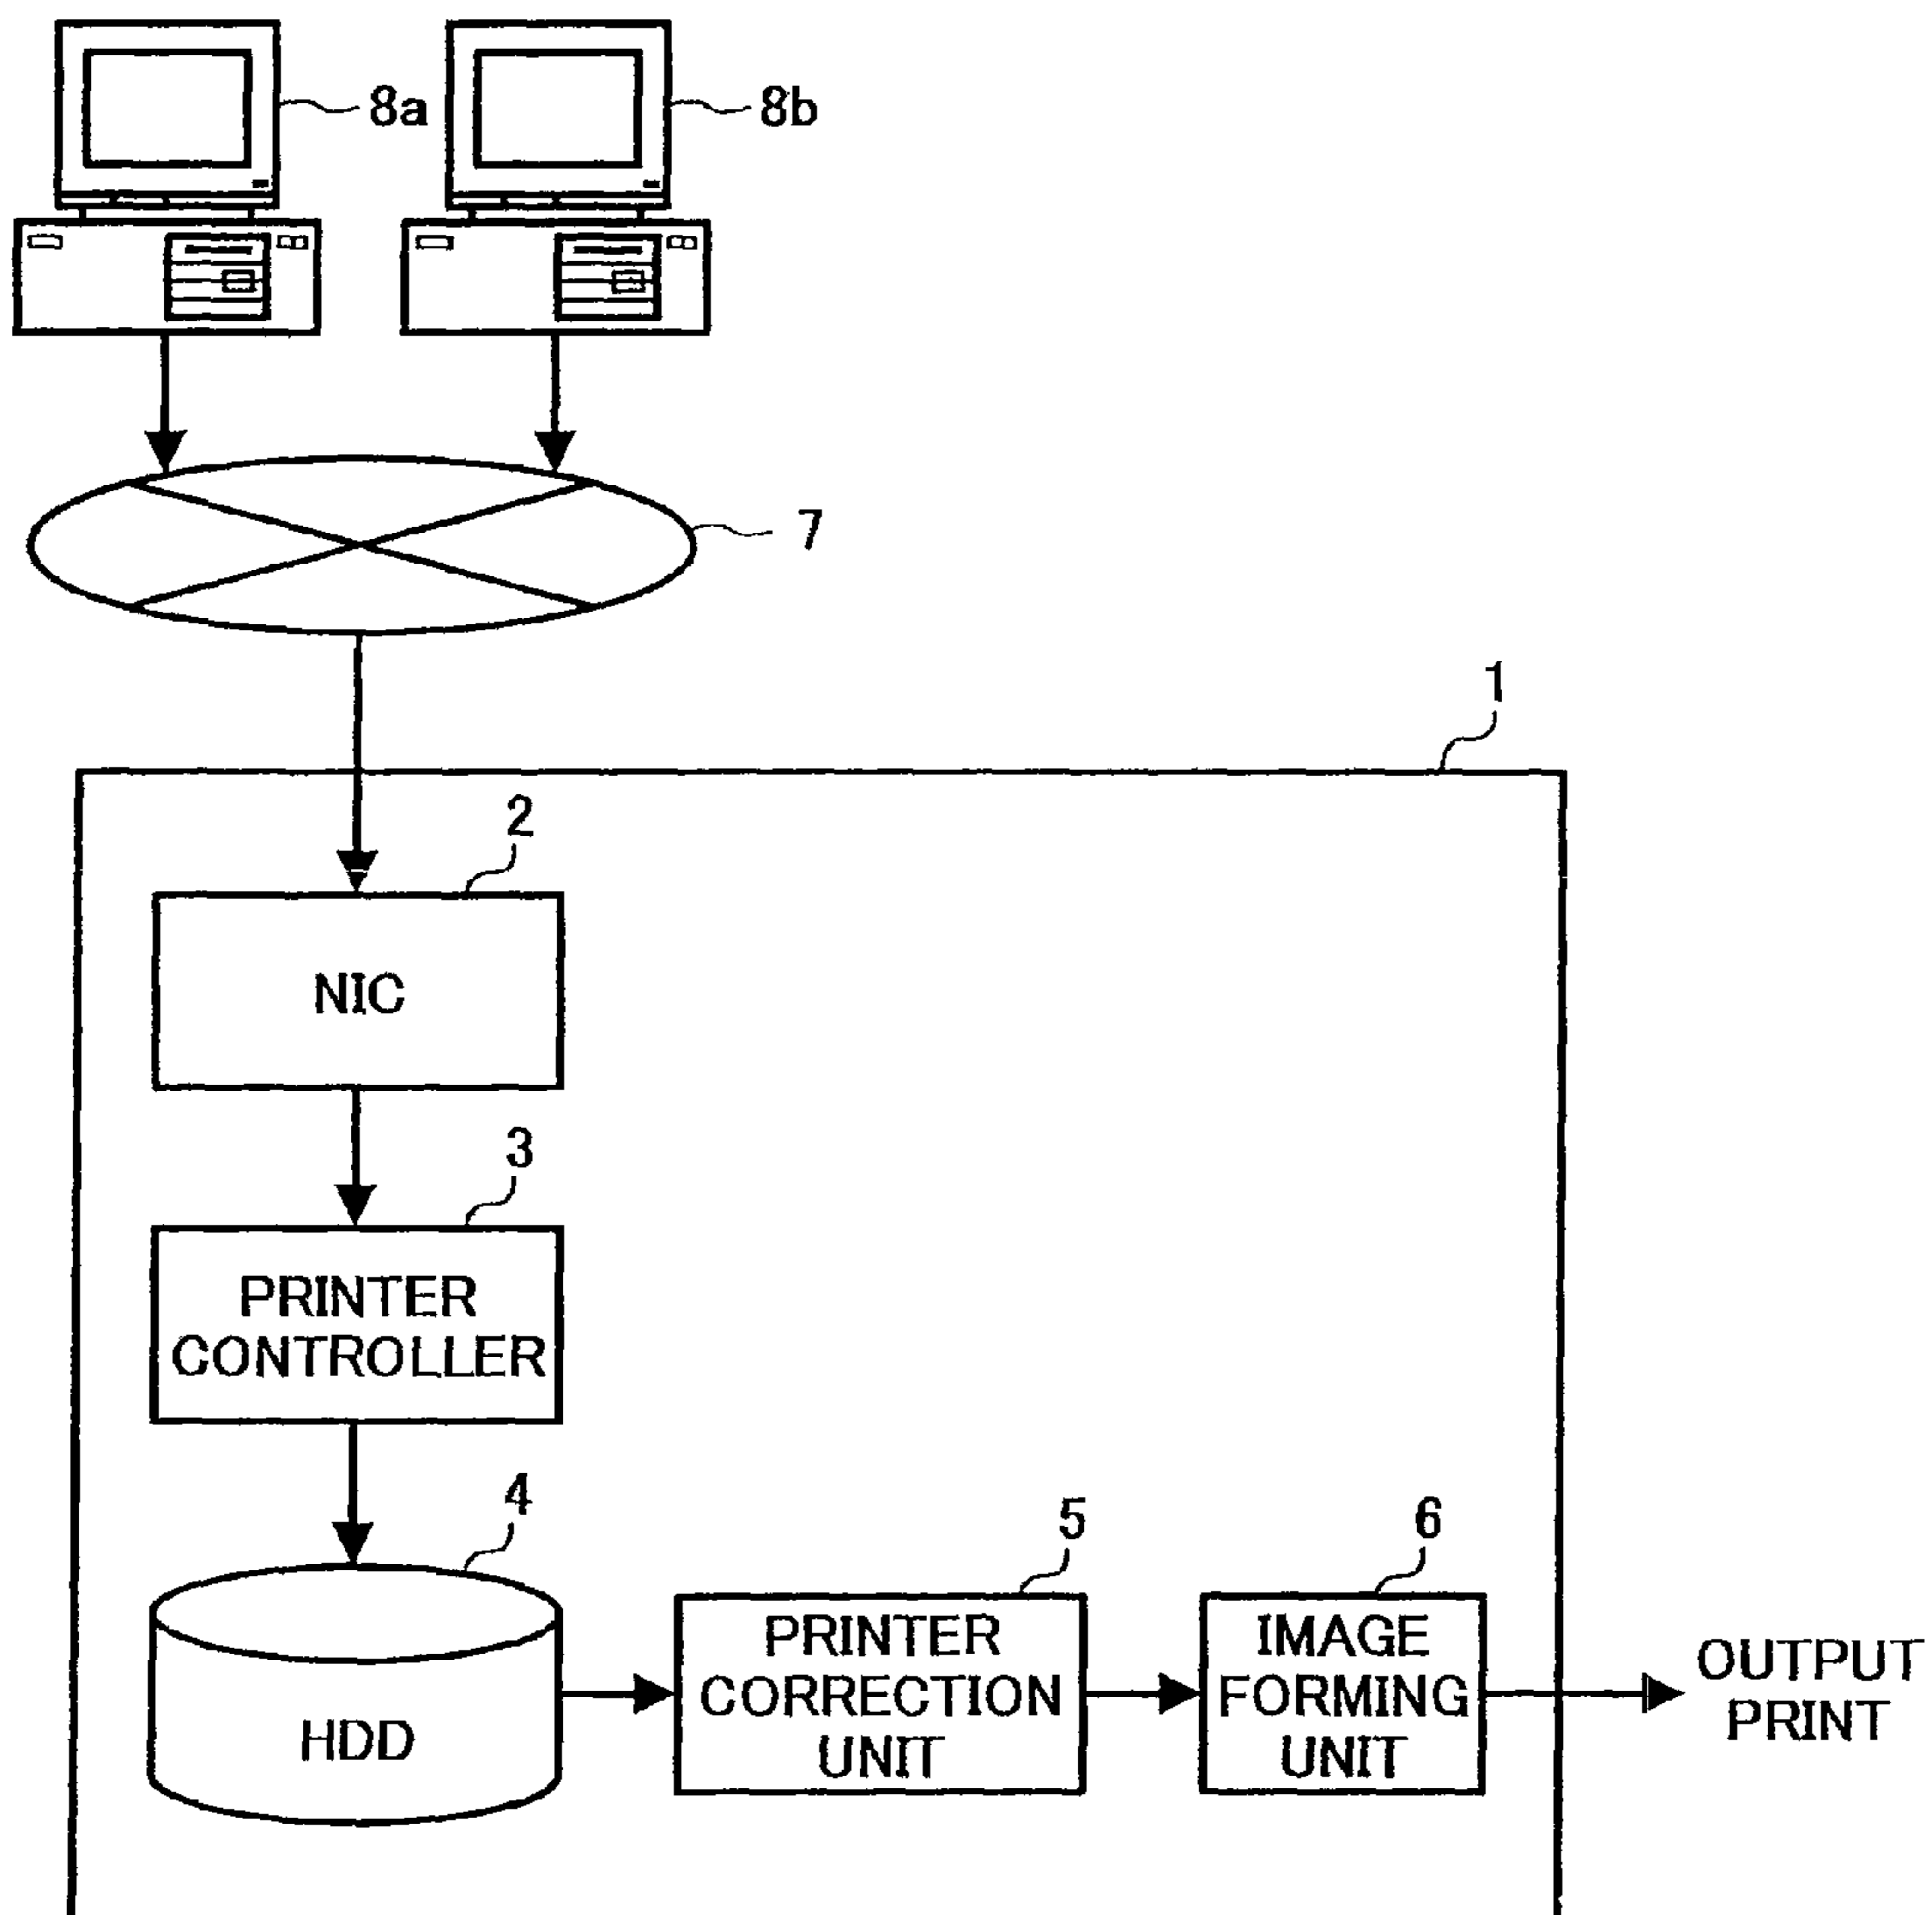 8a
8b
7
1
2
NIC
3
PRINTER
CONTROLLER
4
HDD
5
PRINTER
CORRECTION
UNIT
6
IMAGE
FORMING
UNIT
OUTPUT
PRINT